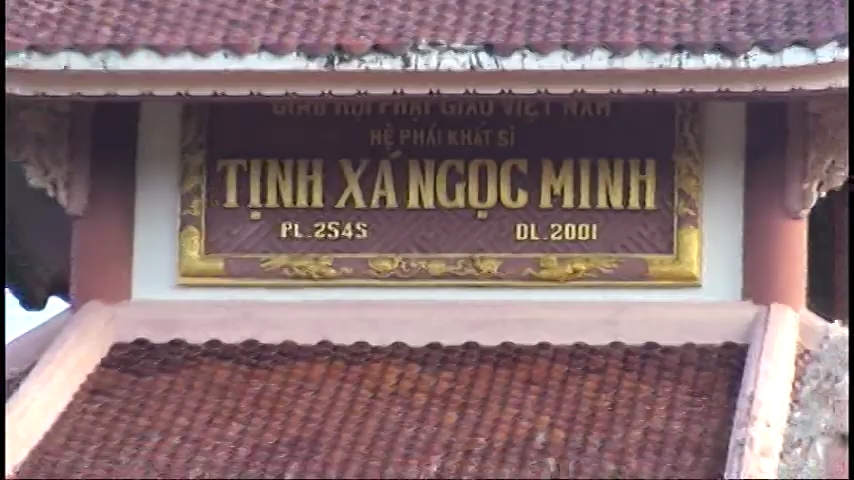 GIÁO HỘI PHẬT GIÁO VIỆT NAM
HỆ PHÁI KHẤT SĨ
TỊNH XÁ NGỌC MINH
PL.2545 DL.2001